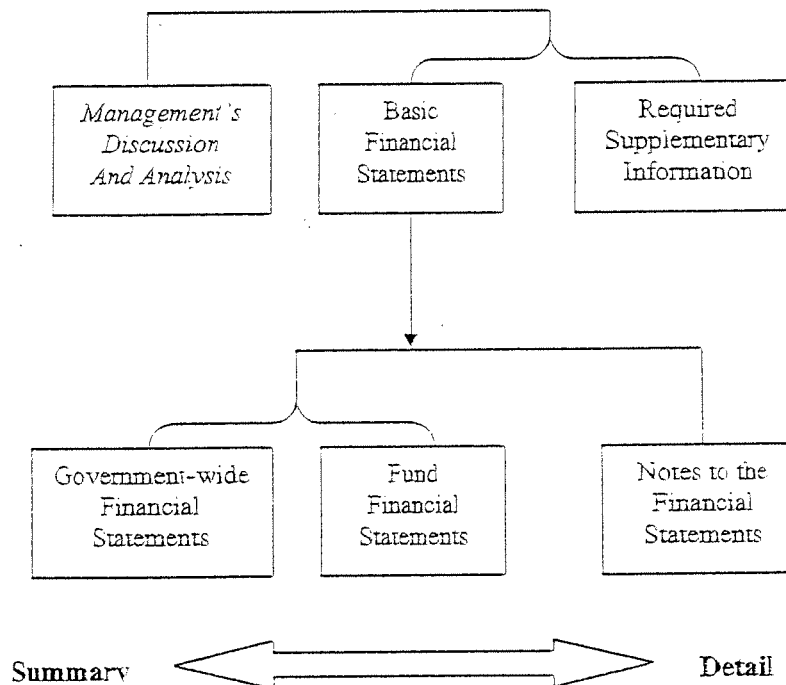 Management's
Discussion
And Analysis
Basic
Financial
Statements
Required
Supplementary
Information
Government-wide
Financial
Statements
Fund
Financial
Statements
Notes to the
Financial
Statements
Summary
Detail